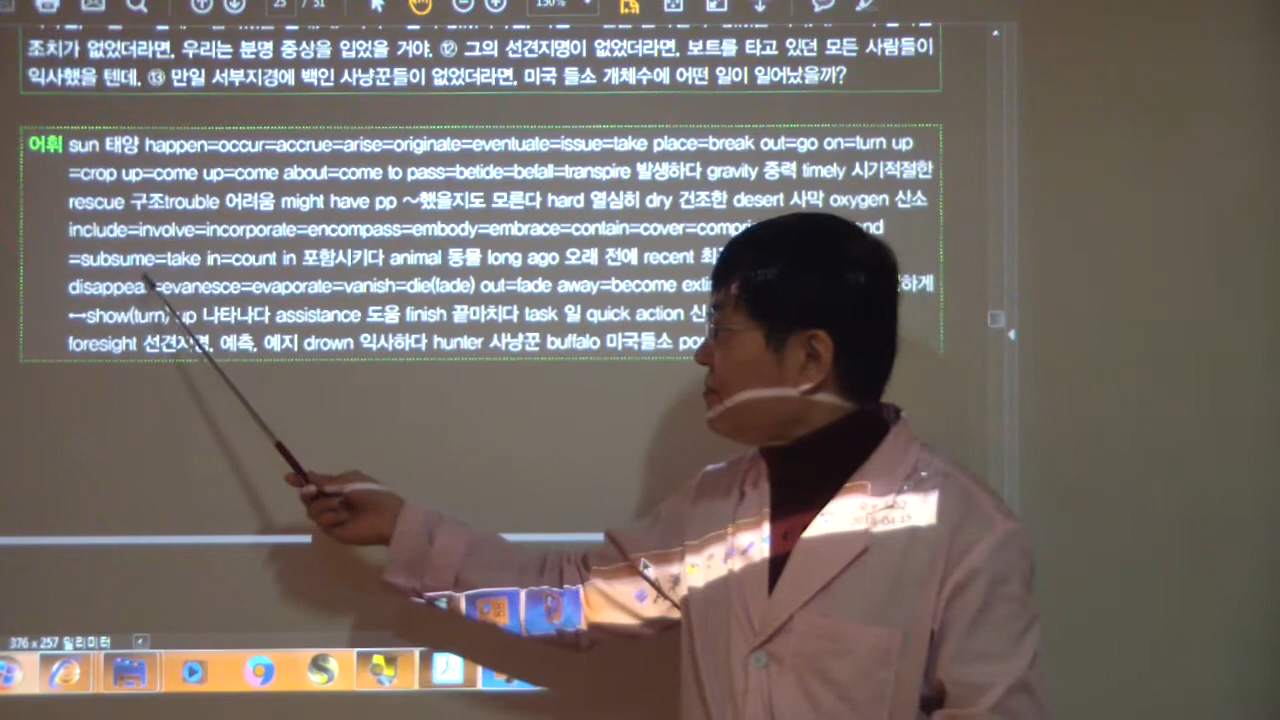 25 / 51
150%
조치가 없었더라면, 우리는 분명 중상을 입었을 거야. ⑫ 그의 선견지명이 없었더라면, 보트를 타고 있던 모든 사람들이
익사했을 텐데. ⑬ 만일 서부지경에 백인 사냥꾼들이 없었더라면, 미국 들소 개체수에 어떤 일이 일어났을까?
어휘 sun 태양 happen=occur=accrue=arise=originate=eventuate=issue=take place=break out=go on=turn up
=crop up=come up=come about=come to pass=betide=befall=transpire 발생하다 gravity 중력 timely 시기적절한
rescue 구조trouble 어려움 might have pp ~했을지도 모른다 hard 열심히 dry 건조한 desert 사막 oxygen 산소
include=involve=incorporate=encompass=embody=embrace=contain=cover=compri
=subsume=take in=count in 포함시키다 animal 동물 long ago 오래 전에 recent
=evanesce=evaporate=vanish=die(fade) out=fade away=become 하게
↔show(turn) up 나타나다 assistance 도움 finish 끝마치다 task 일 quick action
foresight 선견지명, 예측, 예지 drown 익사하다 hunter 사냥꾼 buffalo 미국들소
376 x 257 밀리미터